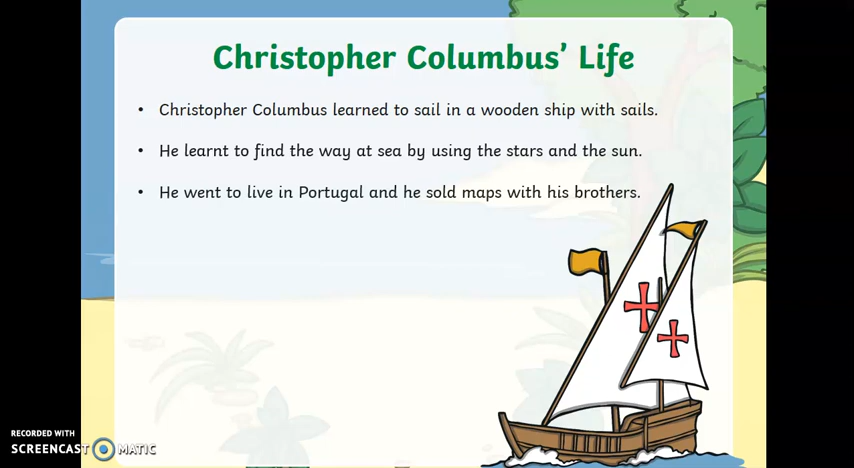 Christopher Columbus’ Life
• Christopher Columbus learned to sail in a wooden ship with sails.
• He learnt to find the way at sea by using the stars and the sun.
• He went to live in Portugal and he sold maps with his brothers.
RECORDED WITH
SCREENCAST MATIC